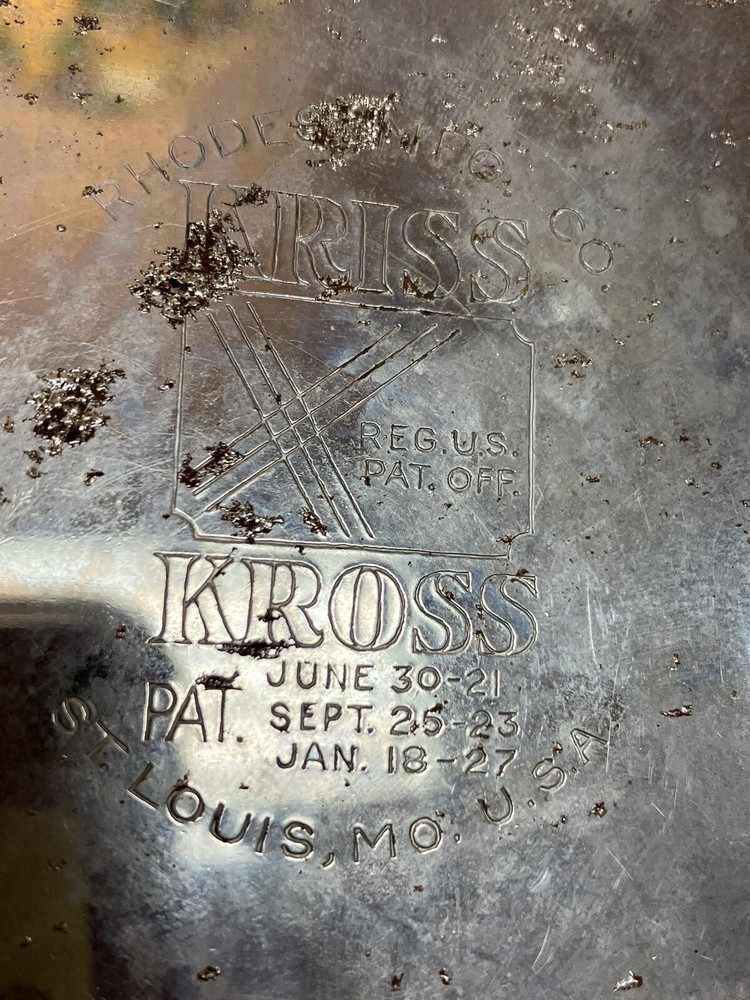 RHODES MFG. CO
KRISS
REG. U.S.
PAT. OFF.
KROSS
PAT. JUNE 30-21
SEPT. 25-23
JAN. 18-27
ST. LOUIS, MO. U.S.A.